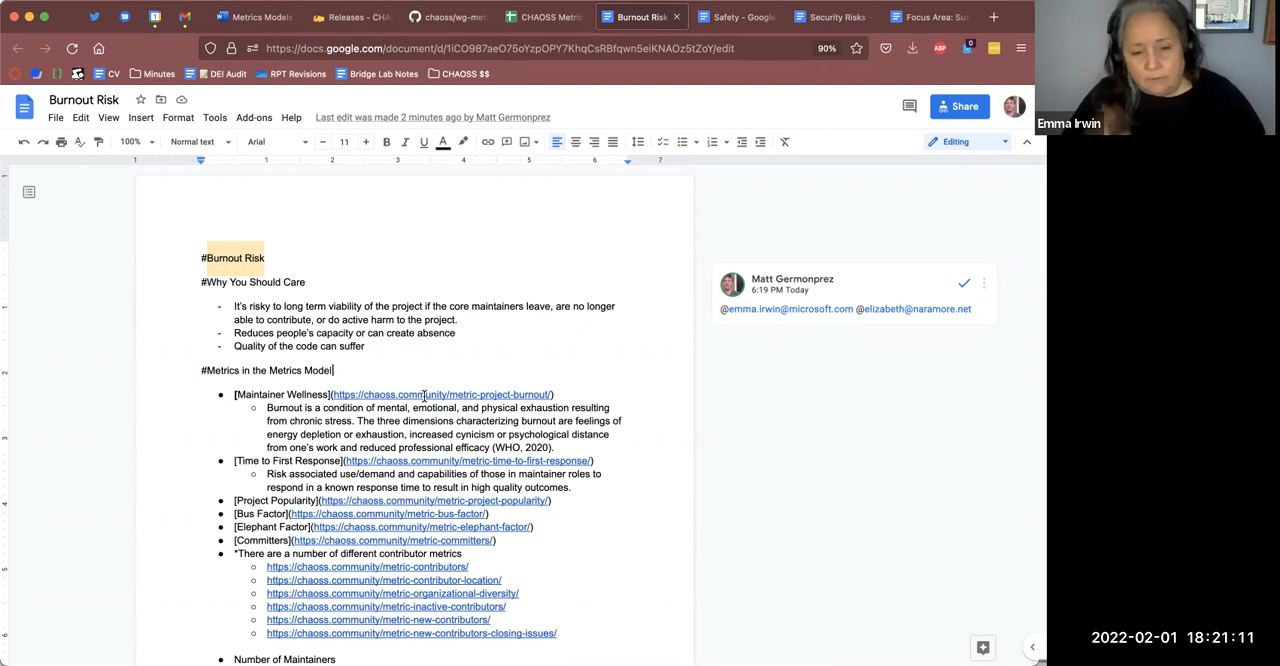 Metrics Models
Releases - CHA
chaoss/wg-met
CHAOSS Metric
Burnout Risk
Safety - Google
Security Risks
Focus Area: Sus
https://docs.google.com/document/d/1iCO987aeO75oYzpOPY7KhqCsRBfqwn5eiKNAOz5tZoY/edit
90%
ABP
0
CV
Minutes
DEI Audit
RPT Revisions
Bridge Lab Notes
CHAOSS $$
Emma Irwin
Burnout Risk
File Edit View Insert Format Tools Add-ons Help Last edit was made 2 minutes ago by Matt Germonprez
Share
100% Normal text Arial - 11 + B I U A
Editing
1 1 2 3 4 5 6 7
#Burnout Risk
#Why You Should Care
- It's risky to long term viability of the project if the core maintainers leave, are no longer
able to contribute, or do active harm to the project.
- Reduces people's capacity or can create absence
- Quality of the code can suffer
#Metrics in the Metrics Model
● [Maintainer Wellness](https://chaoss.community/metric-project-burnout/)
○ Burnout is a condition of mental, emotional, and physical exhaustion resulting
from chronic stress. The three dimensions characterizing burnout are feelings of
energy depletion or exhaustion, increased cynicism or psychological distance
from one's work and reduced professional efficacy (WHO, 2020).
● [Time to First Response](https://chaoss.community/metric-time-to-first-response/)
○ Risk associated use/demand and capabilities of those in maintainer roles to
respond in a known response time to result in high quality outcomes.
● [Project Popularity](https://chaoss.community/metric-project-popularity/)
● [Bus Factor](https://chaoss.community/metric-bus-factor/)
● [Elephant Factor](https://chaoss.community/metric-elephant-factor/)
● [Committers](https://chaoss.community/metric-committers/)
● *There are a number of different contributor metrics
○ https://chaoss.community/metric-contributors/
○ https://chaoss.community/metric-contributor-location/
○ https://chaoss.community/metric-organizational-diversity/
○ https://chaoss.community/metric-inactive-contributors/
○ https://chaoss.community/metric-new-contributors/
○ https://chaoss.community/metric-new-contributors-closing-issues/
● Number of Maintainers
Matt Germonprez
6:19 PM Today
@emma.irwin@microsoft.com @elizabeth@naramore.net
2022-02-01 18:21:11